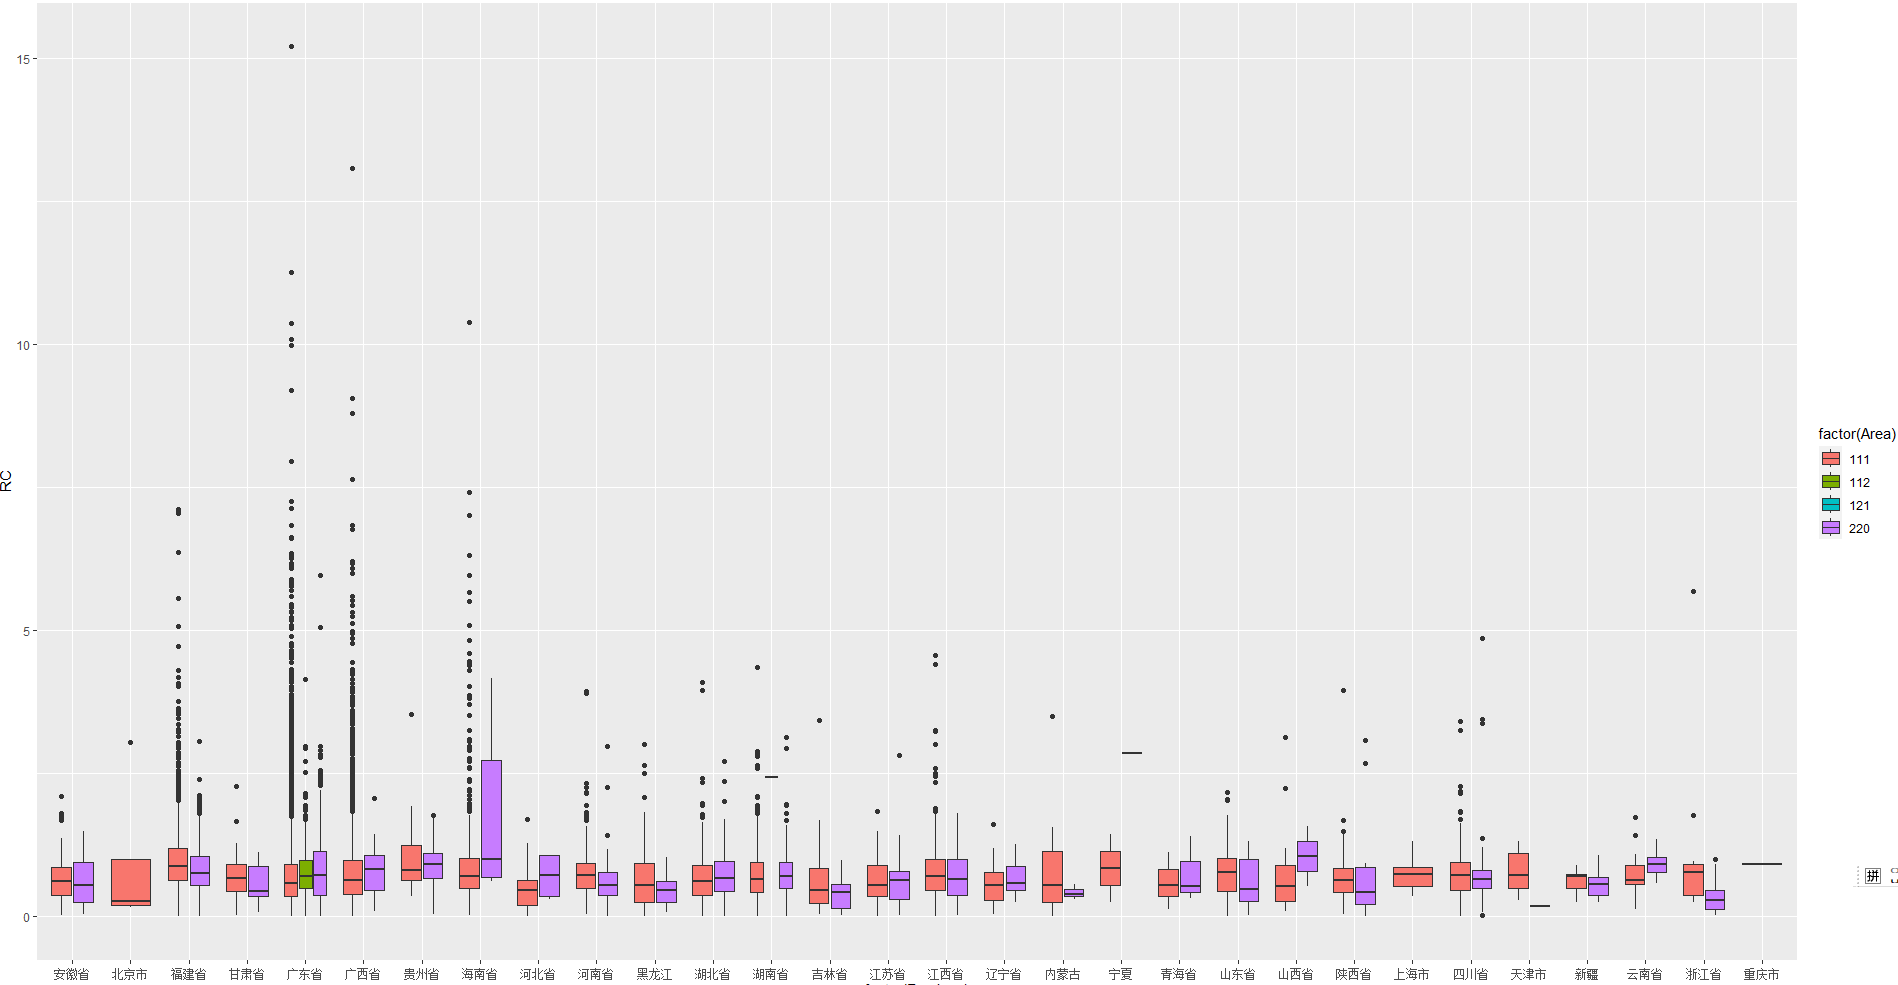 15
10
5
0
RC
安徽省 北京市 福建省 甘肃省 广东省 广西省 贵州省 海南省 河北省 河南省 黑龙江 湖北省 湖南省 吉林省 江苏省 江西省 辽宁省 内蒙古 宁夏 青海省 山东省 山西省 陕西省 上海市 四川省 天津市 新疆 云南省 浙江省 重庆市
factor(Area)
111
112
121
220
拼